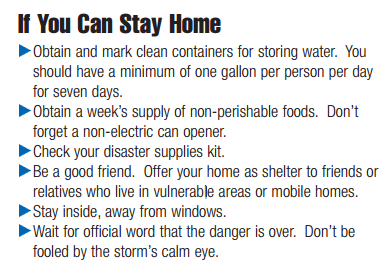 If You Can Stay Home
▶Obtain and mark clean containers for storing water.  You
should have a minimum of one gallon per person per day
for seven days.
▶Obtain a week's supply of non-perishable foods.  Don't
forget a non-electric can opener.
▶Check your disaster supplies kit.
▶Be a good friend.  Offer your home as shelter to friends or
relatives who live in vulnerable areas or mobile homes.
▶Stay inside, away from windows.
▶Wait for official word that the danger is over.  Don't be
fooled by the storm's calm eye.